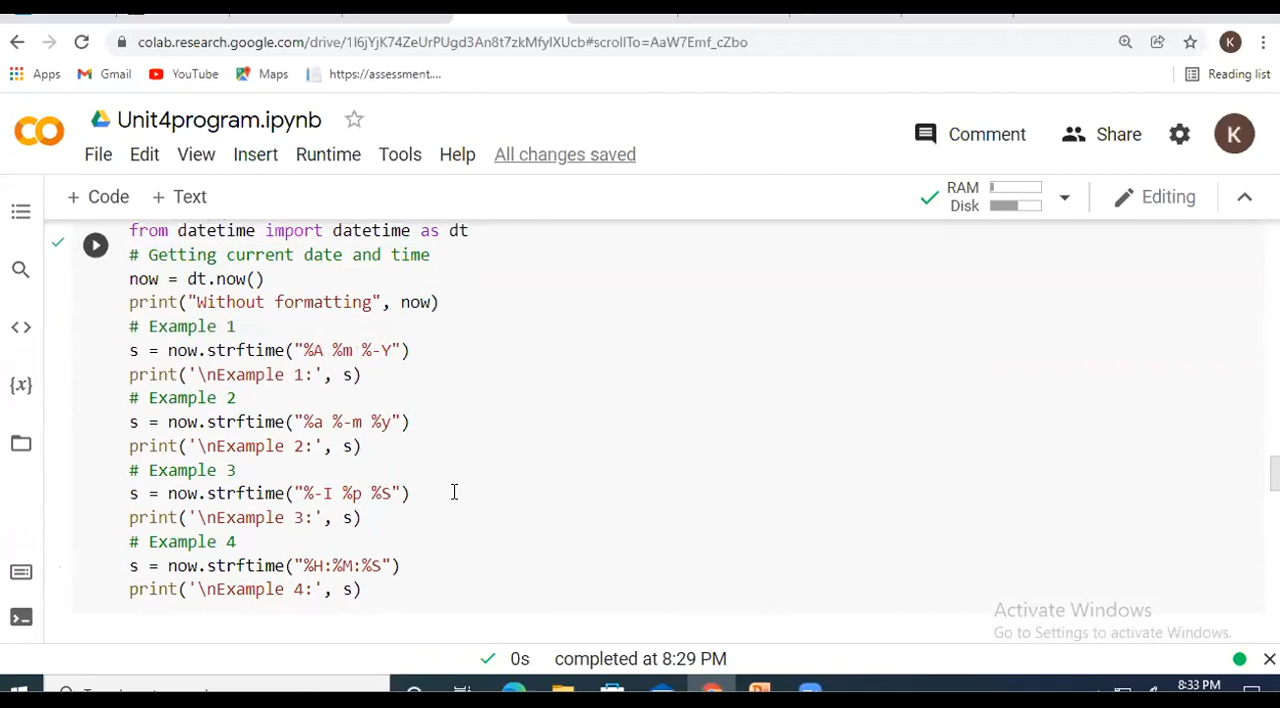 colab.research.google.com/drive/1I6jYjK74ZeUrPUgd3An8t7zkMfyIXUcb#scrollTo=AaW7Emf_cZbo
K
Apps
Gmail
YouTube
Maps
https://assessment....
Reading list
CO
Unit4program.ipynb
Comment
Share
K
File Edit View Insert Runtime Tools Help All changes saved
+ Code + Text
RAM
Disk
Editing
from datetime import datetime as dt
# Getting current date and time
now = dt.now()
print("Without formatting", now)
# Example 1
s = now.strftime("%A %m %-Y")
print('\nExample 1:', s)
# Example 2
s = now.strftime("%a %-m %y")
print('\nExample 2:', s)
# Example 3
s = now.strftime("%-I %p %S")
print('\nExample 3:', s)
# Example 4
s = now.strftime("%H:%M:%S")
print('\nExample 4:', s)
{x}
Activate Windows
Go to Settings to activate Windows.
0s completed at 8:29 PM
8:33 PM